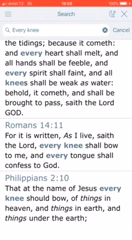 Search
Every knee
Cancel
the tidings; because it cometh:
and every heart shall melt, and
all hands shall be feeble, and
every spirit shall faint, and all
knees shall be weak as water:
behold, it cometh, and shall be
brought to pass, saith the Lord
GOD.
Romans 14:11
For it is written, As I live, saith
the Lord, every knee shall bow
to me, and every tongue shall
confess to God.
Philippians 2:10
That at the name of Jesus every
knee should bow, of things in
heaven, and things in earth, and
things under the earth;